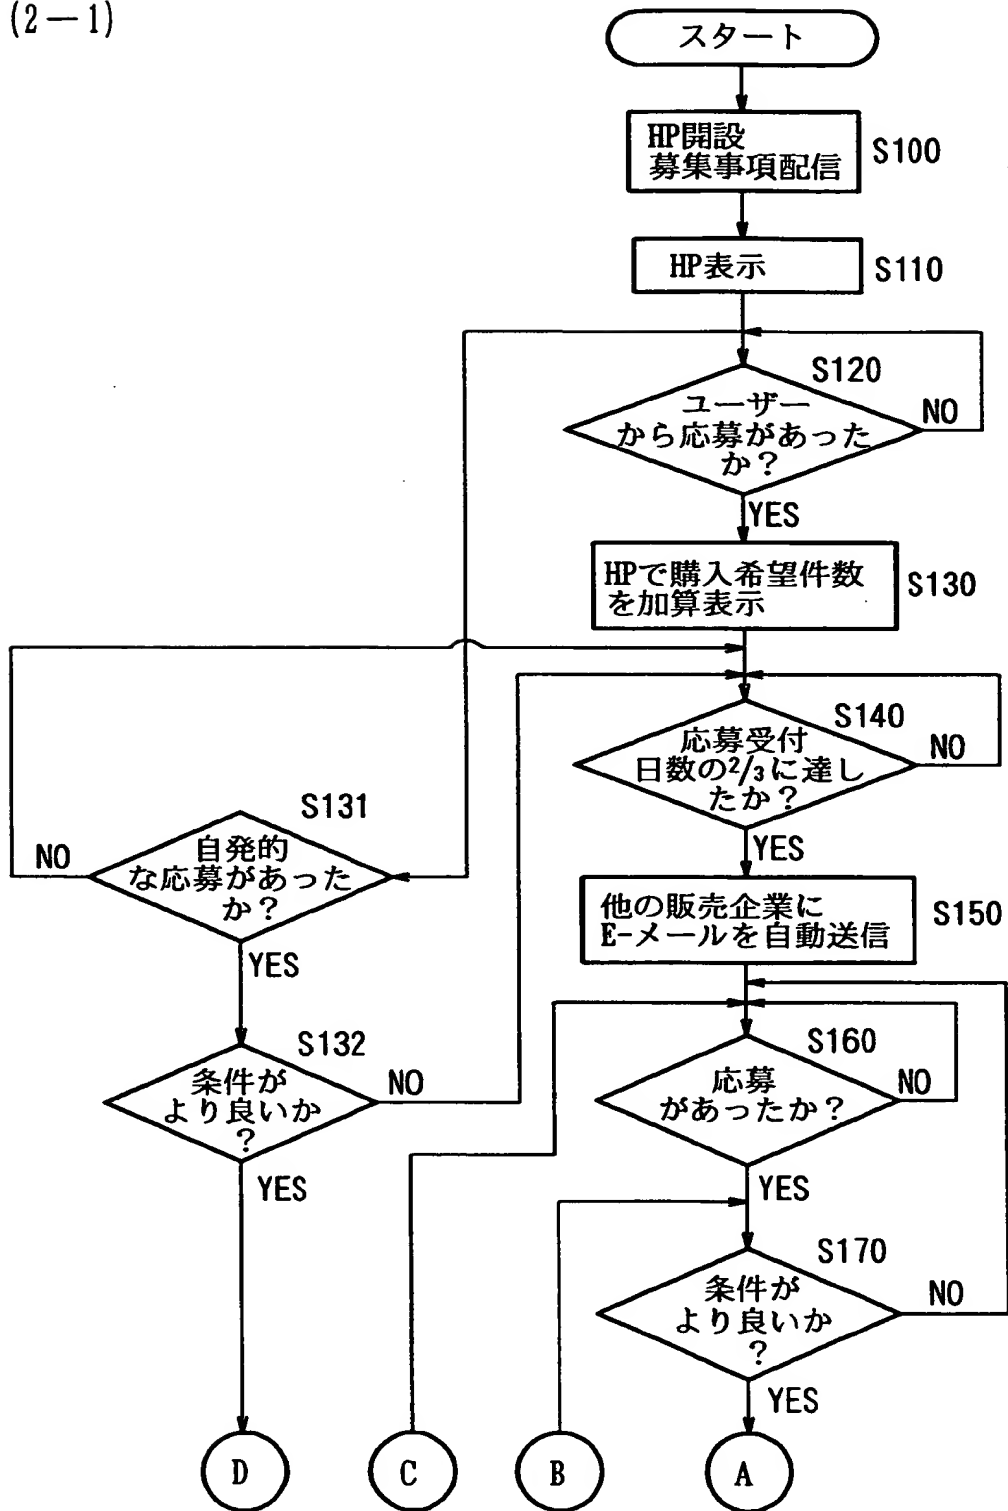 (2−1)
スタート
HP開設
募集事項配信
S100
HP表示
S110
S120
ユーザー
から応募があった
か？
NO
YES
HPで購入希望件数
を加算表示
S130
S140
応募受付
日数の2/3に達し
たか？
NO
YES
S131
自発的
な応募があった
か？
NO
YES
他の販売企業に
E-メールを自動送信
S150
S132
条件が
より良いか
？
NO
YES
S160
応募
があったか？
NO
YES
S170
条件が
より良いか
？
NO
YES
D
C
B
A